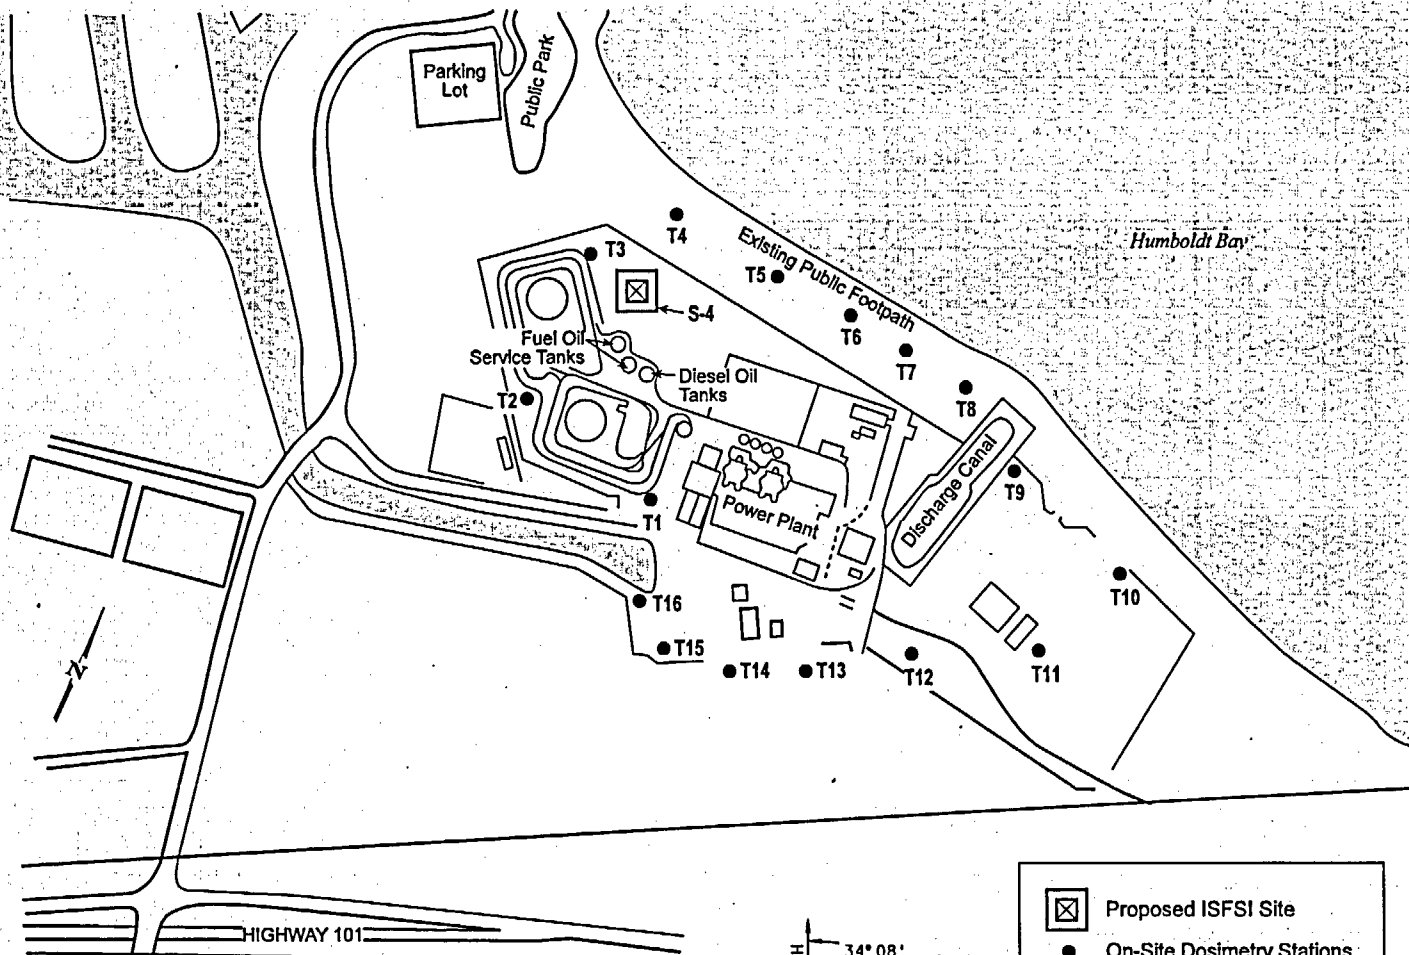 Parking
Lot
Public Park
Humboldt Bay
Existing Public Footpath
T4
T3
T5
S-4
T6
Fuel Oil
Service Tanks
T7
Diesel Oil
Tanks
T2
T8
Discharge Canal
T9
T1
Power Plant
T10
T16
T15
T14
T13
T12
T11
N
HIGHWAY 101
34° 08'
Proposed ISFSI Site
On-Site Dosimetry Stations